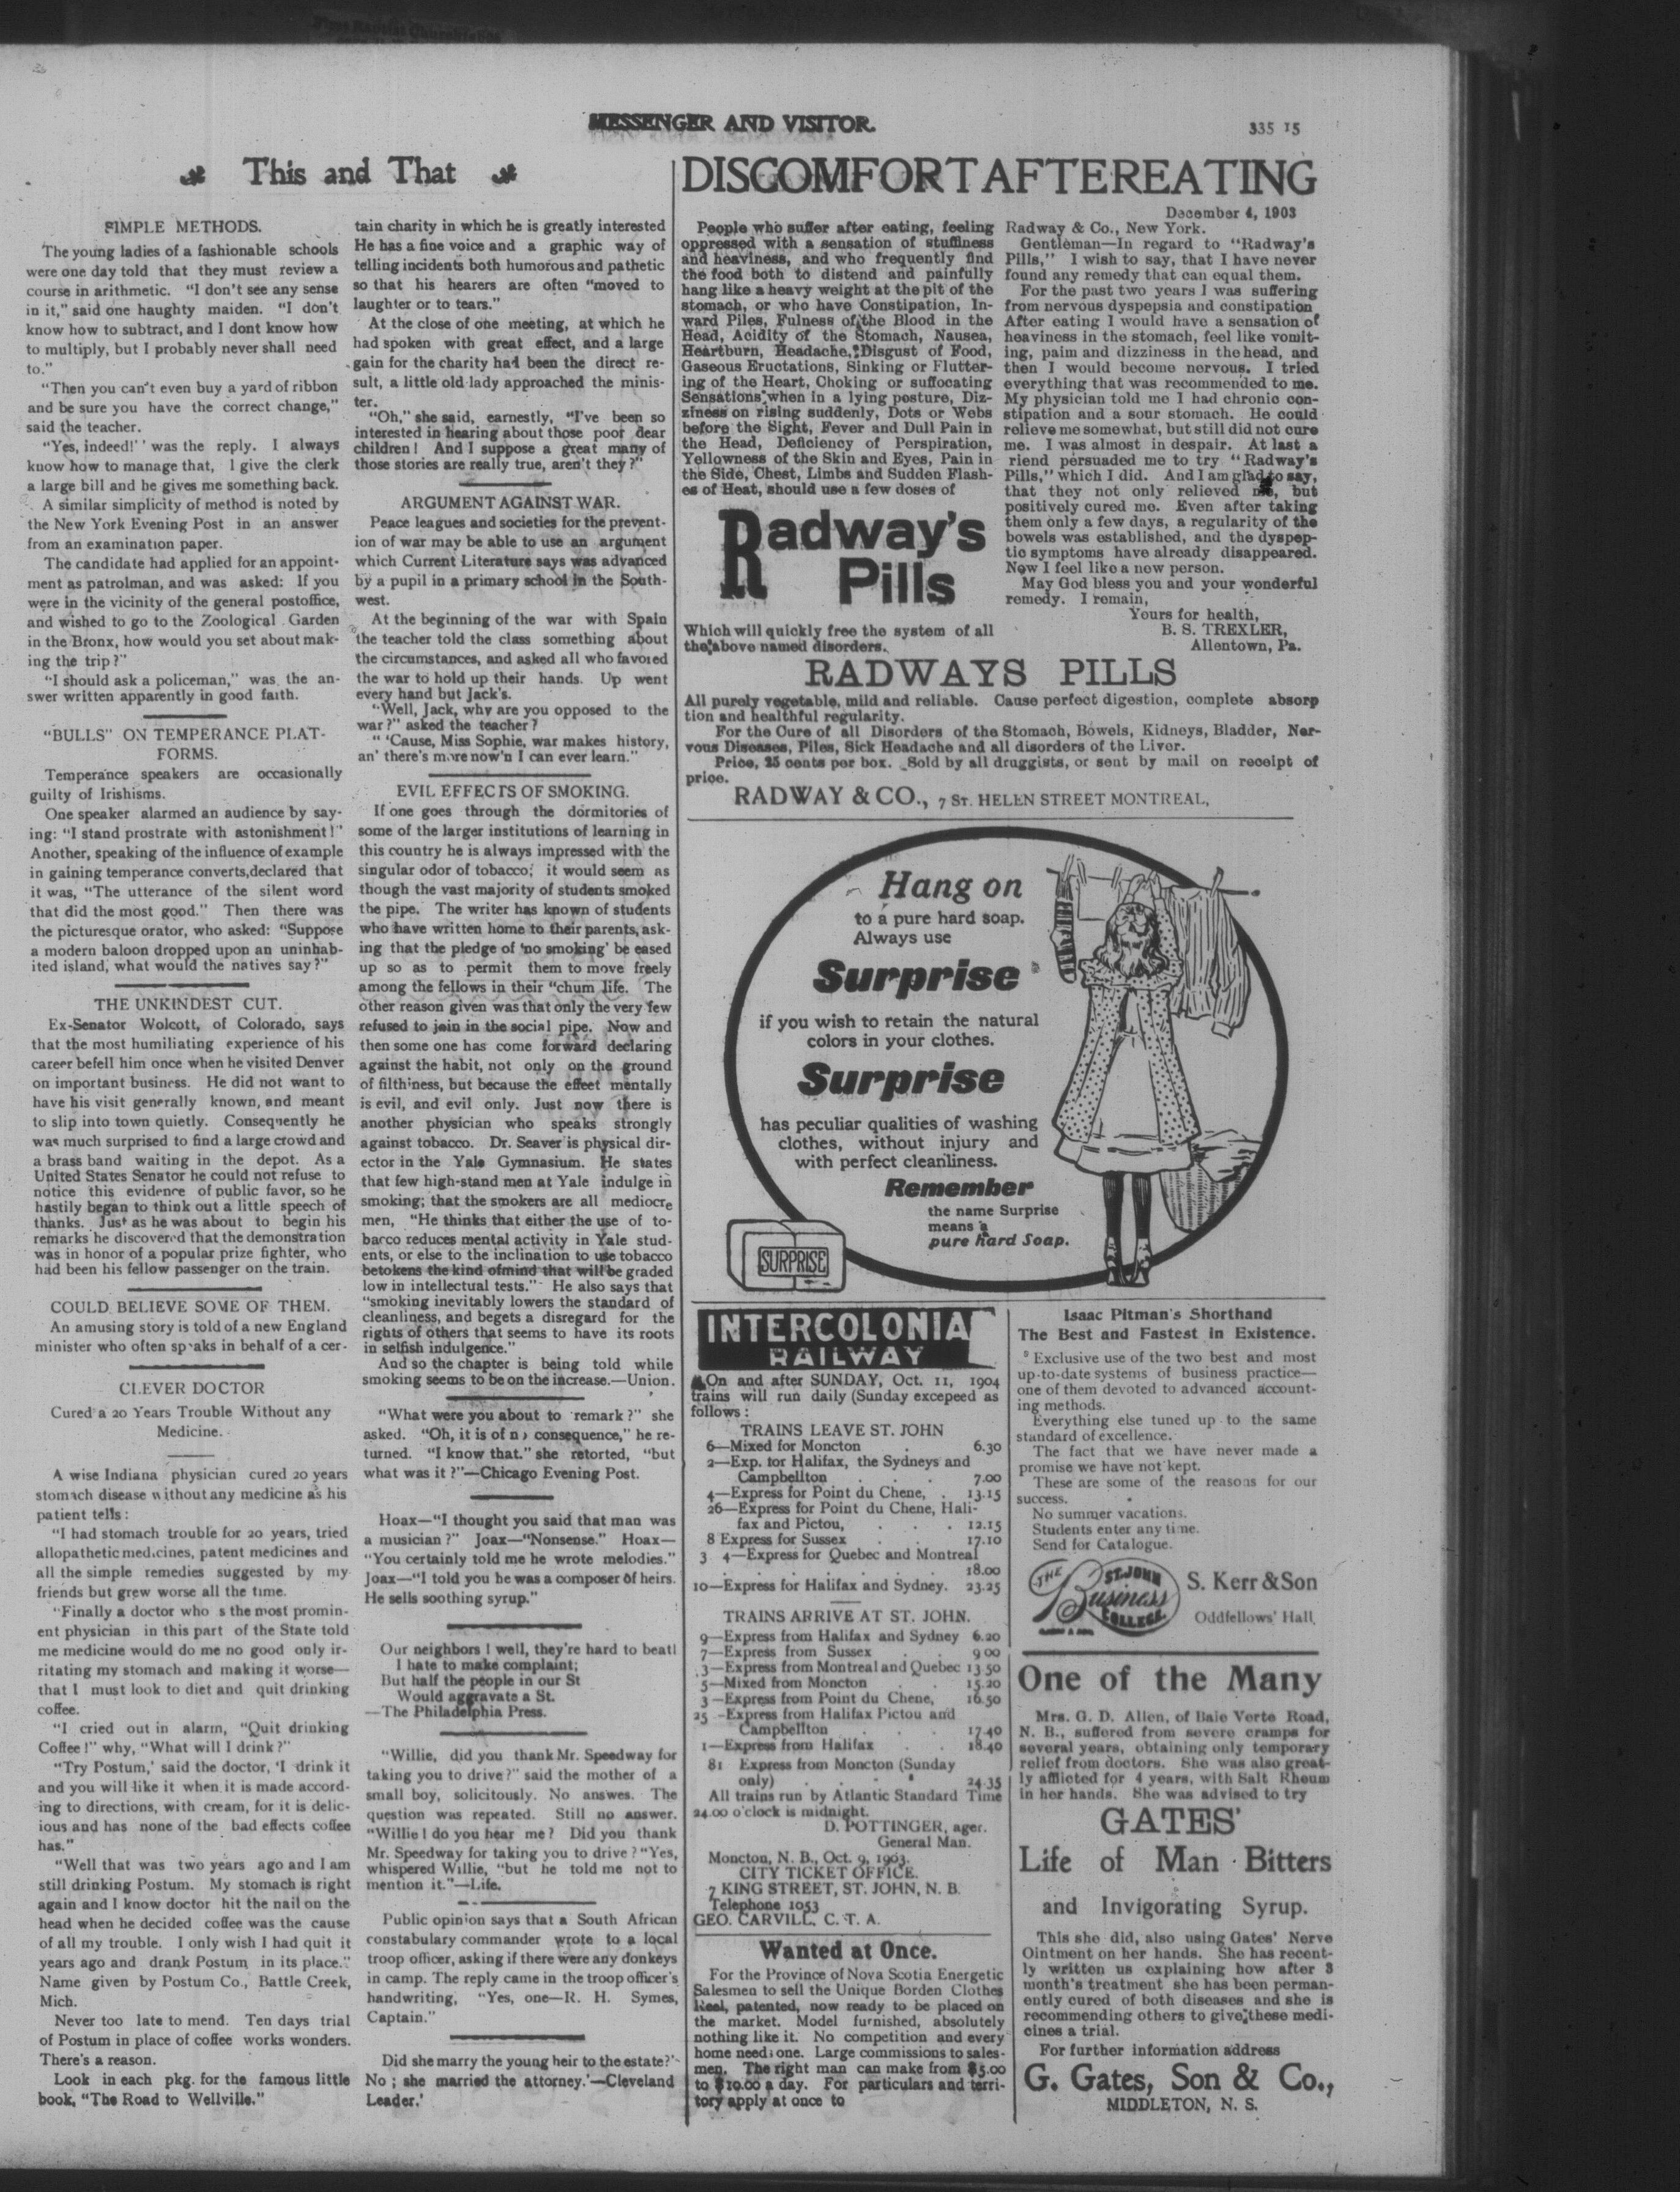 MESSENGER AND VISITOR.
335 15
This and That
SIMPLE METHODS.
The young ladies of a fashionable schools
were one day told that they must review a
course in arithmetic. "I don't see any sense
in it," said one haughty maiden. "I don't
know how to subtract, and I dont know how
to multiply, but I probably never shall need
to."
"Then you can't even buy a yard of ribbon
and be sure you have the correct change,"
said the teacher.
"Yes, indeed!'' was the reply. I always
know how to manage that, I give the clerk
a large bill and he gives me something back.
A similar simplicity of method is noted by
the New York Evening Post in an answer
from an examination paper.
The candidate had applied for an appoint-
ment as patrolman, and was asked: If you
were in the vicinity of the general postoffice,
and wished to go to the Zoological Garden
in the Bronx, how would you set about mak-
ing the trip?"
"I should ask a policeman," was the an-
swer written apparently in good faith.
"BULLS" ON TEMPERANCE PLAT-
FORMS.
Temperance speakers are occasionally
guilty of Irishisms.
One speaker alarmed an audience by say-
ing: "I stand prostrate with astonishment!"
Another, speaking of the influence of example
in gaining temperance converts,declared that
it was, "The utterance of the silent word
that did the most good." Then there was
the picturesque orator, who asked: "Suppose
a modern baloon dropped upon an uninhab-
ited island, what would the natives say?"
THE UNKINDEST CUT.
Ex-Senator Wolcott, of Colorado, says
that the most humiliating experience of his
career befell him once when he visited Denver
on important business. He did not want to
have his visit generally known, and meant
to slip into town quietly. Consequently he
was much surprised to find a large crowd and
a brass band waiting in the depot. As a
United States Senator he could not refuse to
notice this evidence of public favor, so he
hastily began to think out a little speech of
thanks. Just as he was about to begin his
remarks he discovered that the demonstration
was in honor of a popular prize fighter, who
had been his fellow passenger on the train.
COULD BELIEVE SOME OF THEM.
An amusing story is told of a new England
minister who often speaks in behalf of a cer-
CLEVER DOCTOR
Cured a 20 Years Trouble Without any
Medicine.
A wise Indiana physician cured 20 years
stomach disease without any medicine as his
patient tells:
"I had stomach trouble for 20 years, tried
allopathetic medicines, patent medicines and
all the simple remedies suggested by my
friends but grew worse all the time.
"Finally a doctor who s the most promin-
ent physician in this part of the State told
me medicine would do me no good only ir-
ritating my stomach and making it worse—
that I must look to diet and quit drinking
coffee.
"I cried out in alarm, "Quit drinking
Coffee!" why, "What will I drink?"
"Try Postum,' said the doctor, 'I drink it
and you will like it when it is made accord-
ing to directions, with cream, for it is delic-
ious and has none of the bad effects coffee
has."
"Well that was two years ago and I am
still drinking Postum. My stomach is right
again and I know doctor hit the nail on the
head when he decided coffee was the cause
of all my trouble. I only wish I had quit it
years ago and drank Postum in its place."
Name given by Postum Co., Battle Creek,
Mich.
Never too late to mend. Ten days trial
of Postum in place of coffee works wonders.
There's a reason.
Look in each pkg. for the famous little
book, "The Road to Wellville."
tain charity in which he is greatly interested
He has a fine voice and a graphic way of
telling incidents both humorous and pathetic
so that his hearers are often "moved to
laughter or to tears."
At the close of one meeting, at which he
had spoken with great effect, and a large
gain for the charity had been the direct re-
sult, a little old lady approached the minis-
ter.
"Oh," she said, earnestly, "I've been so
interested in hearing about those poor dear
children! And I suppose a great many of
those stories are really true, aren't they?"
ARGUMENT AGAINST WAR.
Peace leagues and societies for the prevent-
ion of war may be able to use an argument
which Current Literature says was advanced
by a pupil in a primary school in the South-
west.
At the beginning of the war with Spain
the teacher told the class something about
the circumstances, and asked all who favored
the war to hold up their hands. Up went
every hand but Jack's.
"Well, Jack, why are you opposed to the
war?" asked the teacher?
" 'Cause, Miss Sophie, war makes history,
an' there's more now'n I can ever learn."
EVIL EFFECTS OF SMOKING.
If one goes through the dormitories of
some of the larger institutions of learning in
this country he is always impressed with the
singular odor of tobacco; it would seem as
though the vast majority of students smoked
the pipe. The writer has known of students
who have written home to their parents, ask-
ing that the pledge of 'no smoking' be eased
up so as to permit them to move freely
among the fellows in their "chum life. The
other reason given was that only the very few
refused to join in the social pipe. Now and
then some one has come forward declaring
against the habit, not only on the ground
of filthiness, but because the effect mentally
is evil, and evil only. Just now there is
another physician who speaks strongly
against tobacco. Dr. Seaver is physical dir-
ector in the Yale Gymnasium. He states
that few high-stand men at Yale indulge in
smoking; that the smokers are all mediocre
men, "He thinks that either the use of to-
bacco reduces mental activity in Yale stud-
ents, or else to the inclination to use tobacco
betokens the kind ofmind that will be graded
low in intellectual tests." He also says that
"smoking inevitably lowers the standard of
cleanliness, and begets a disregard for the
rights of others that seems to have its roots
in selfish indulgence."
And so the chapter is being told while
smoking seems to be on the increase.—Union.
"What were you about to remark?" she
asked. "Oh, it is of no consequence," he re-
turned. "I know that." she retorted, "but
what was it?"—Chicago Evening Post.
Hoax—"I thought you said that man was
a musician?" Joax—"Nonsense." Hoax—
"You certainly told me he wrote melodies."
Joax—"I told you he was a composer of heirs.
He sells soothing syrup."
Our neighbors! well, they're hard to beat!
I hate to make complaint;
But half the people in our St
Would aggravate a St.
—The Philadelphia Press.
"Willie, did you thank Mr. Speedway for
taking you to drive?" said the mother of a
small boy, solicitously. No answes. The
question was repeated. Still no answer.
"Willie! do you hear me? Did you thank
Mr. Speedway for taking you to drive? "Yes,
whispered Willie, "but he told me not to
mention it."—Life.
Public opinion says that a South African
constabulary commander wrote to a local
troop officer, asking if there were any donkeys
in camp. The reply came in the troop officer's
handwriting, "Yes, one—R. H. Symes,
Captain."
Did she marry the young heir to the estate?'
No; she married the attorney.'—Cleveland
Leader.'
DISCOMFORT AFTER EATING
People who suffer after eating, feeling
oppressed with a sensation of stuffiness
and heaviness, and who frequently find
the food both to distend and painfully
hang like a heavy weight at the pit of the
stomach, or who have Constipation, In-
ward Piles, Fulness of the Blood in the
Head, Acidity of the Stomach, Nausea,
Heartburn, Headache, Disgust of Food,
Gaseous Eructations, Sinking or Flutter-
ing of the Heart, Choking or suffocating
Sensations when in a lying posture, Diz-
ziness on rising suddenly, Dots or Webs
before the Sight, Fever and Dull Pain in
the Head, Deficiency of Perspiration,
Yellowness of the Skin and Eyes, Pain in
the Side, Chest, Limbs and Sudden Flash-
es of Heat, should use a few doses of
Radway's
Pills
Which will quickly free the system of all
the above named disorders.
December 4, 1903
Radway & Co., New York.
Gentleman—In regard to "Radway's
Pills," I wish to say, that I have never
found any remedy that can equal them.
For the past two years I was suffering
from nervous dyspepsia and constipation
After eating I would have a sensation of
heaviness in the stomach, feel like vomit-
ing, paim and dizziness in the head, and
then I would become nervous. I tried
everything that was recommended to me.
My physician told me I had chronic con-
stipation and a sour stomach. He could
relieve me somewhat, but still did not cure
me. I was almost in despair. At last a
riend persuaded me to try "Radway's
Pills," which I did. And I am glad to say,
that they not only relieved me, but
positively cured me. Even after taking
them only a few days, a regularity of the
bowels was established, and the dyspep-
tic symptoms have already disappeared.
Now I feel like a new person.
May God bless you and your wonderful
remedy. I remain,
Yours for health,
B. S. TREXLER,
Allentown, Pa.
RADWAYS PILLS
All purely vegetable, mild and reliable. Cause perfect digestion, complete absorp
tion and healthful regularity.
For the Cure of all Disorders of the Stomach, Bowels, Kidneys, Bladder, Ner-
vous Diseases, Piles, Sick Headache and all disorders of the Liver.
Price, 25 cents per box. Sold by all druggists, or sent by mail on receipt of
price.
RADWAY & CO., 7 ST. HELEN STREET MONTREAL,
Hang on
to a pure hard soap.
Always use
Surprise
if you wish to retain the natural
colors in your clothes.
Surprise
has peculiar qualities of washing
clothes, without injury and
with perfect cleanliness.
Remember
the name Surprise
means a
pure hard Soap.
SURPRISE
INTERCOLONIA
RAILWAY
On and after SUNDAY, Oct. 11, 1904
trains will run daily (Sunday excepeed as
follows:
TRAINS LEAVE ST. JOHN
6—Mixed for Moncton . 6.30
2—Exp. for Halifax, the Sydneys and
Campbellton . . . 7.00
4—Express for Point du Chene, . 13.15
26—Express for Point du Chene, Hali-
fax and Pictou, . . . 12.15
8 Express for Sussex . . 17.10
3 4—Express for Quebec and Montreal
. . . . . . 18.00
10—Express for Halifax and Sydney. 23.25
TRAINS ARRIVE AT ST. JOHN.
9—Express from Halifax and Sydney 6.20
7—Express from Sussex . . 9 00
3—Express from Montreal and Quebec 13.50
5—Mixed from Moncton . . 15.20
3—Express from Point du Chene, 16.50
25 -Express from Halifax Pictou and
Campbellton . . . 17.40
1—Express from Halifax . . 18.40
81 Express from Moncton (Sunday
only) . . . . 24.35
All trains run by Atlantic Standard Time
24.00 o'clock is midnight.
D. POTTINGER, ager.
General Man.
Moncton, N. B., Oct. 9, 1903.
CITY TICKET OFFICE.
7 KING STREET, ST. JOHN, N. B.
Telephone 1053
GEO. CARVILL, C. T. A.
Wanted at Once.
For the Province of Nova Scotia Energetic
Salesmen to sell the Unique Borden Clothes
Reel, patented, now ready to be placed on
the market. Model furnished, absolutely
nothing like it. No competition and every
home needs one. Large commissions to sales-
men. The right man can make from $5.00
to $10.00 a day. For particulars and terri-
tory apply at once to
Isaac Pitman's Shorthand
The Best and Fastest in Existence.
Exclusive use of the two best and most
up-to-date systems of business practice—
one of them devoted to advanced account-
ing methods.
Everything else tuned up to the same
standard of excellence.
The fact that we have never made a
promise we have not kept.
These are some of the reasons for our
success.
No summer vacations.
Students enter any time.
Send for Catalogue.
THE
ST. JOHN
Business
COLLEGE
S. Kerr & Son
Oddfellows' Hall
One of the Many
Mrs. G. D. Allen, of Baie Verte Road,
N. B., suffored from severe cramps for
several years, obtaining only temporary
relief from doctors. She was also great-
ly afflicted for 4 years, with Salt Rheum
in her hands. She was advised to try
GATES'
Life of Man Bitters
and Invigorating Syrup.
This she did, also using Gates' Nerve
Ointment on her hands. She has recent-
ly written us explaining how after 3
month's treatment she has been perman-
ently cured of both diseases and she is
recommending others to give these medi-
cines a trial.
For further information address
G. Gates, Son & Co.,
MIDDLETON, N. S.